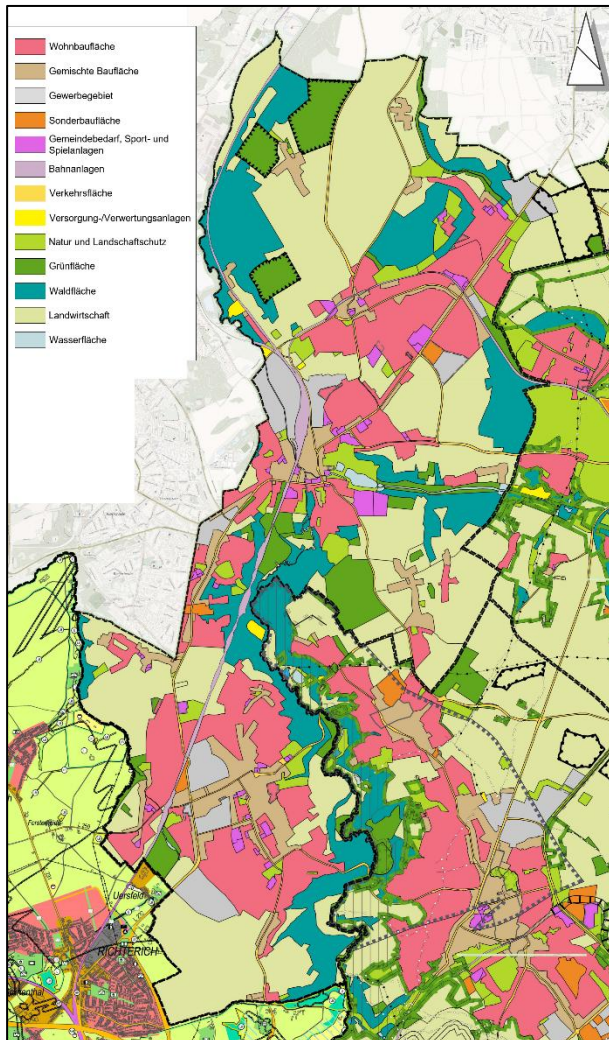 Wohnbaufläche
Gemischte Baufläche
Gewerbegebiet
Sonderbaufläche
Gemeindebedarf, Sport- und
Spielanlagen
Bahnanlagen
Verkehrsfläche
Versorgung-/Verwertungsanlagen
Natur und Landschaftschutz
Grünfläche
Waldfläche
Landwirtschaft
Wasserfläche
Uersfeld
RICHTERICH